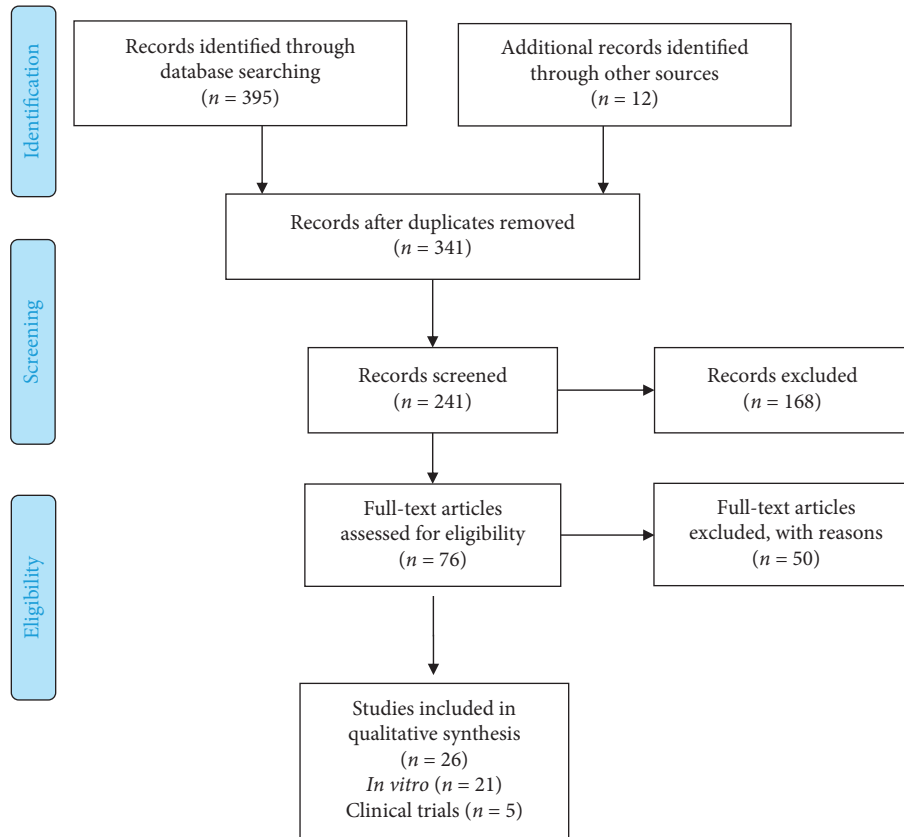 Identification
Records identified through
database searching
(n = 395)
Additional records identified
through other sources
(n = 12)
Records after duplicates removed
(n = 341)
Screening
Records screened
(n = 241)
Records excluded
(n = 168)
Eligibility
Full-text articles
assessed for eligibility
(n = 76)
Full-text articles
excluded, with reasons
(n = 50)
Studies included in
qualitative synthesis
(n = 26)
In vitro (n = 21)
Clinical trials (n = 5)